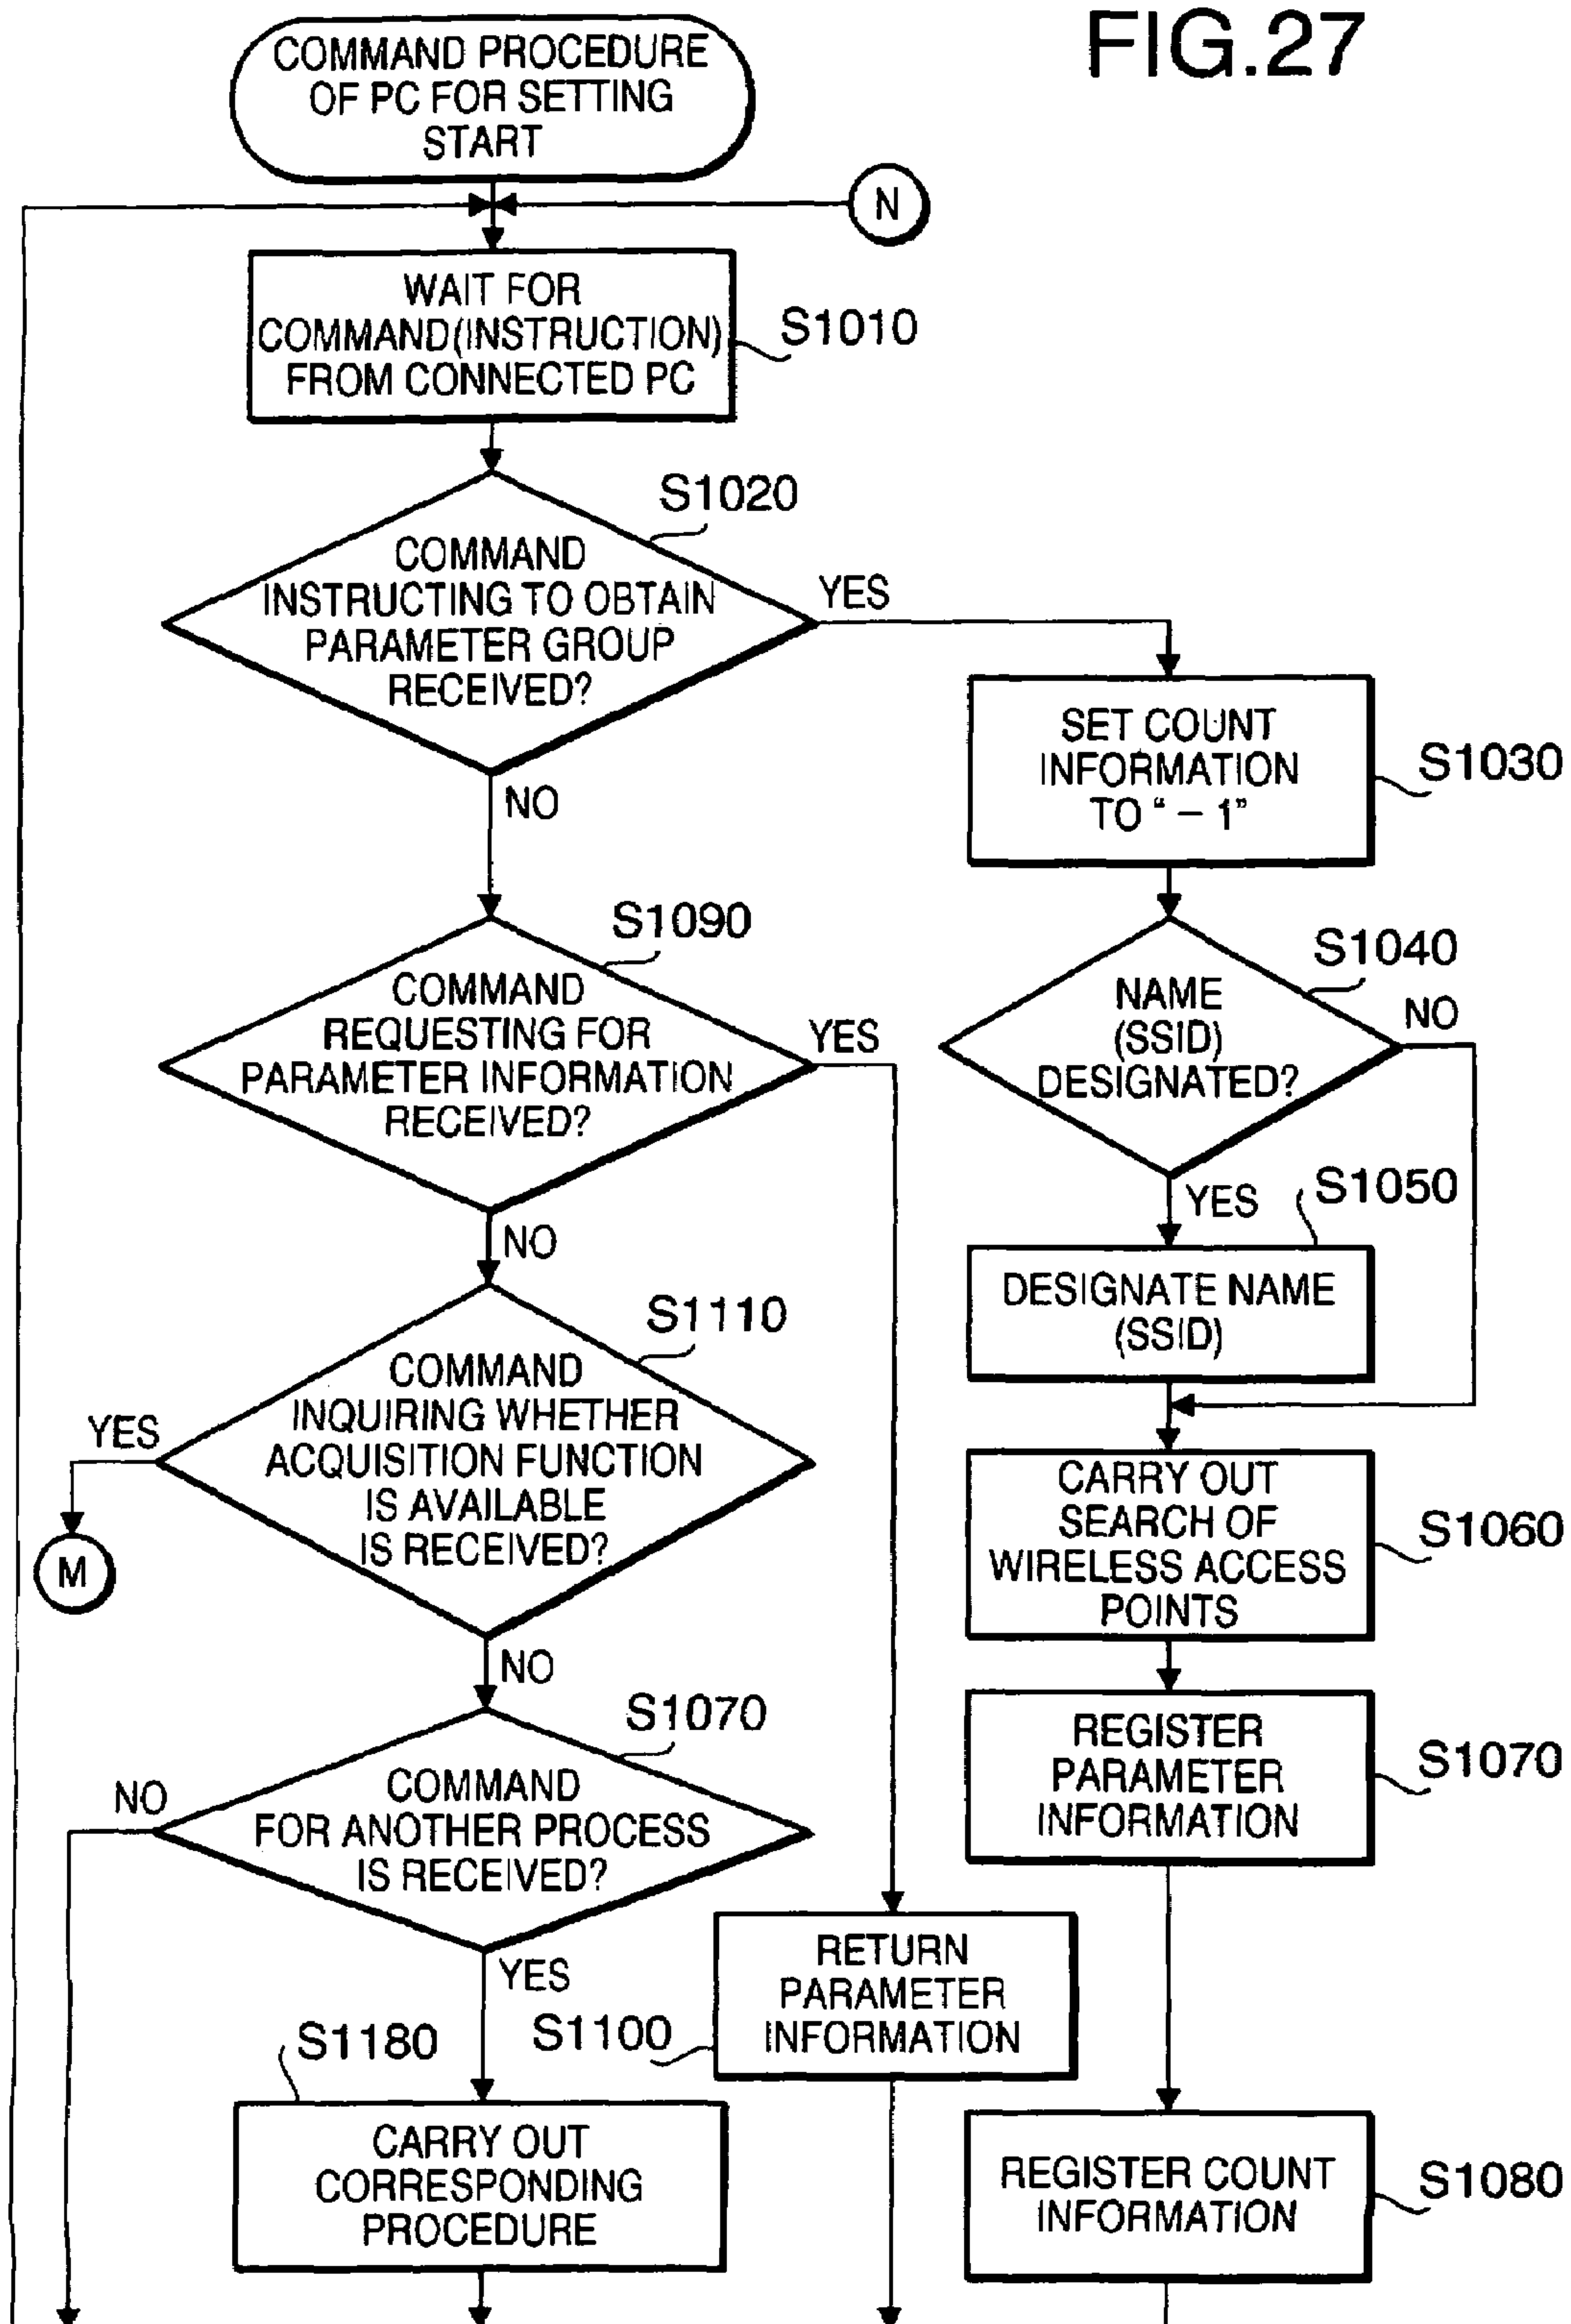 FIG.27
COMMAND PROCEDURE
OF PC FOR SETTING
START
N
WAIT FOR
COMMAND(INSTRUCTION)
FROM CONNECTED PC
S1010
S1020
COMMAND
INSTRUCTING TO OBTAIN
PARAMETER GROUP
RECEIVED?
YES
NO
SET COUNT
INFORMATION
TO “ – 1”
S1030
S1090
COMMAND
REQUESTING FOR
PARAMETER INFORMATION
RECEIVED?
YES
NO
S1040
NAME
(SSID)
DESIGNATED?
NO
YES
S1050
DESIGNATE NAME
(SSID)
S1110
COMMAND
INQUIRING WHETHER
ACQUISITION FUNCTION
IS AVAILABLE
IS RECEIVED?
YES
M
NO
CARRY OUT
SEARCH OF
WIRELESS ACCESS
POINTS
S1060
S1070
COMMAND
FOR ANOTHER PROCESS
IS RECEIVED?
NO
YES
REGISTER
PARAMETER
INFORMATION
S1070
RETURN
PARAMETER
INFORMATION
S1100
S1180
CARRY OUT
CORRESPONDING
PROCEDURE
REGISTER COUNT
INFORMATION
S1080